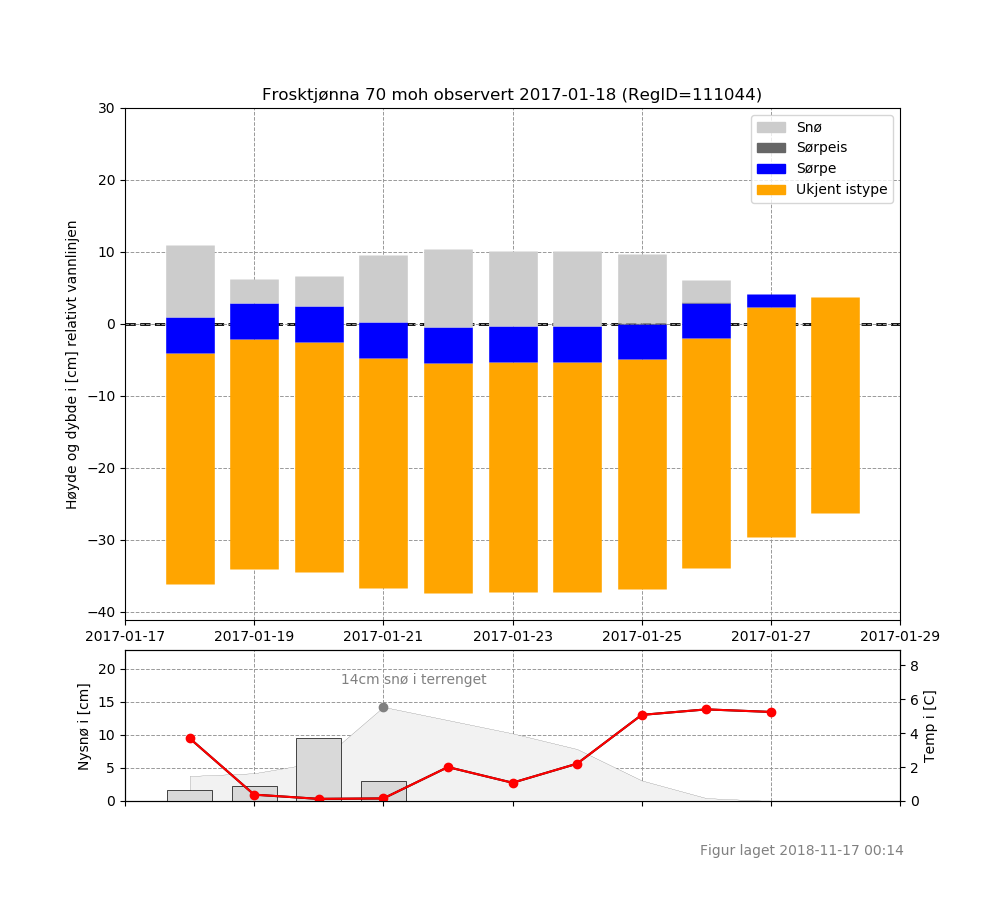 Frosktjønna 70 moh observert 2017-01-18 (RegID=111044)
Høyde og dybde i [cm] relativt vannlinjen
30
20
10
0
−10
−20
−30
−40
Snø
Sørpeis
Sørpe
Ukjent istype
2017-01-17 2017-01-19 2017-01-21 2017-01-23 2017-01-25 2017-01-27 2017-01-29
Nysnø i [cm]
20
15
10
5
0
14cm snø i terrenget
8
6
4
2
0
Temp i [C]
Figur laget 2018-11-17 00:14